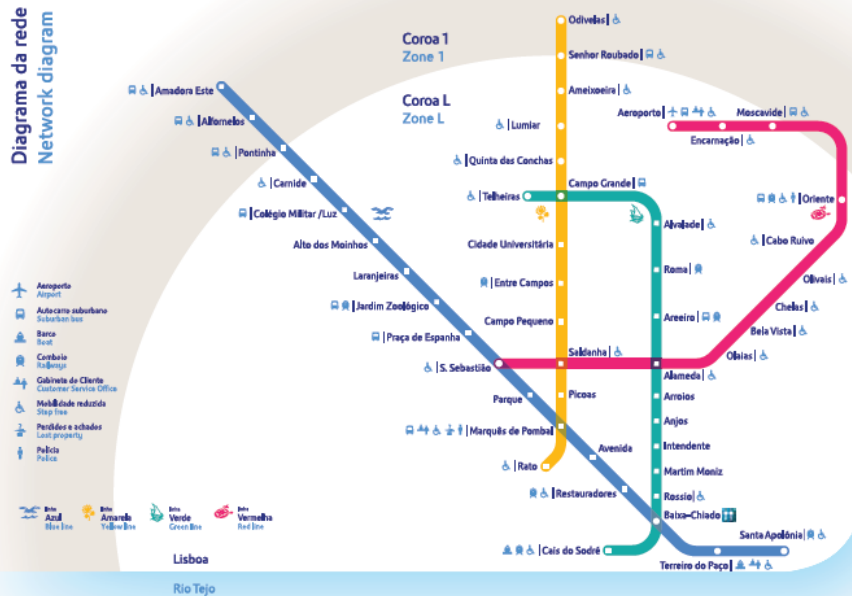 Diagrama da rede
Network diagram
Coroa 1
Zone 1
Coroa L
Zone L
Odivelas
Senhor Roubado
Ameixoeira
Lumiar
Quinta das Conchas
Campo Grande
Telheiras
Cidade Universitária
Entre Campos
Campo Pequeno
Saldanha
Picoas
Marquês de Pombal
Rato
Amadora Este
Alfornelos
Pontinha
Carnide
Colégio Militar /Luz
Alto dos Moinhos
Laranjeiras
Jardim Zoológico
Praça de Espanha
S. Sebastião
Parque
Avenida
Restauradores
Baixa-Chiado
Terreiro do Paço
Santa Apolónia
Aeroporto
Encarnação
Moscavide
Oriente
Cabo Ruivo
Olivais
Chelas
Bela Vista
Olaias
Alameda
Alvalade
Roma
Areeiro
Arroios
Anjos
Intendente
Martim Moniz
Rossio
Cais do Sodré
Aeroporto
Airport
Autocarro suburbano
Suburban bus
Barco
Boat
Comboio
Railways
Gabinete do Cliente
Customer Service Office
Mobilidade reduzida
Step free
Perdidos e achados
Lost property
Polícia
Police
linha
Azul
Blue line
linha
Amarela
Yellow line
linha
Verde
Green line
linha
Vermelha
Red line
Lisboa
Rio Tejo